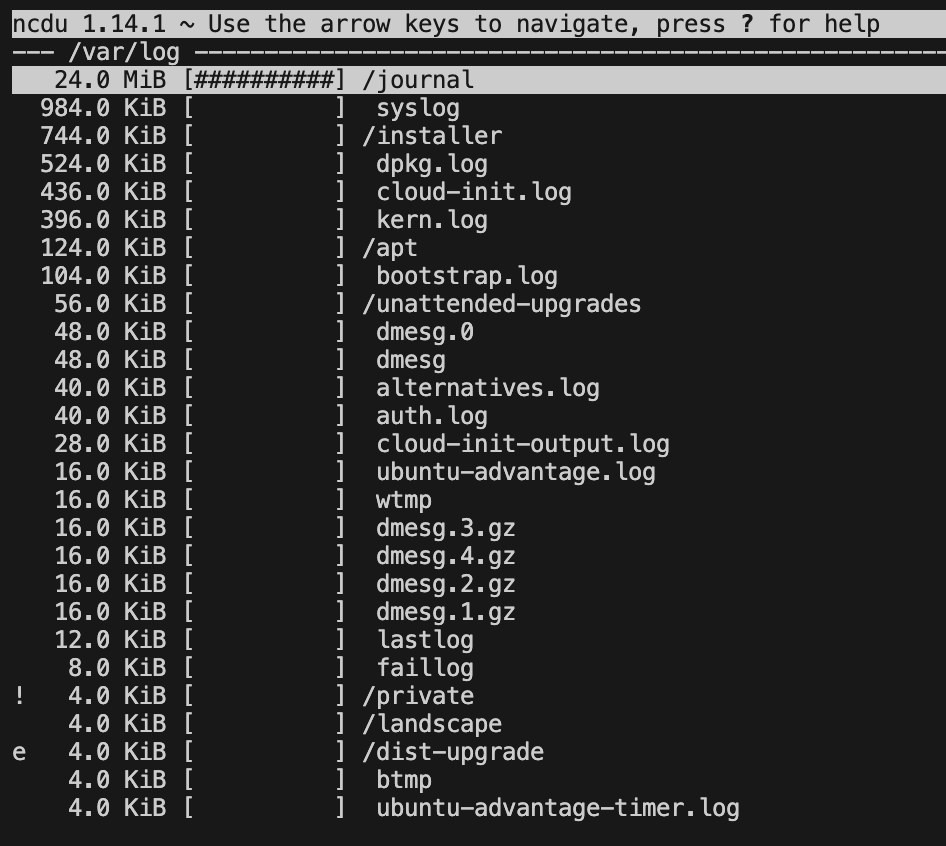 ncdu 1.14.1 ~ Use the arrow keys to navigate, press ? for help
--- /var/log ------------------------------------------------------
   24.0 MiB [##########] /journal
  984.0 KiB [          ]  syslog
  744.0 KiB [          ] /installer
  524.0 KiB [          ]  dpkg.log
  436.0 KiB [          ]  cloud-init.log
  396.0 KiB [          ]  kern.log
  124.0 KiB [          ] /apt
  104.0 KiB [          ]  bootstrap.log
   56.0 KiB [          ] /unattended-upgrades
   48.0 KiB [          ]  dmesg.0
   48.0 KiB [          ]  dmesg
   40.0 KiB [          ]  alternatives.log
   40.0 KiB [          ]  auth.log
   28.0 KiB [          ]  cloud-init-output.log
   16.0 KiB [          ]  ubuntu-advantage.log
   16.0 KiB [          ]  wtmp
   16.0 KiB [          ]  dmesg.3.gz
   16.0 KiB [          ]  dmesg.4.gz
   16.0 KiB [          ]  dmesg.2.gz
   16.0 KiB [          ]  dmesg.1.gz
   12.0 KiB [          ]  lastlog
    8.0 KiB [          ]  faillog
!   4.0 KiB [          ] /private
    4.0 KiB [          ] /landscape
e   4.0 KiB [          ] /dist-upgrade
    4.0 KiB [          ]  btmp
    4.0 KiB [          ]  ubuntu-advantage-timer.log